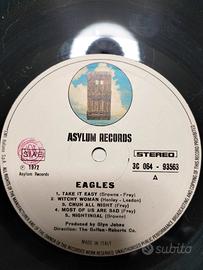 ASYLUM RECORDS
SIAE
STEREO
3C 064 - 93563
℗ 1972
Asylum Records
A
EAGLES
1. TAKE IT EASY (Browne - Frey)
2. WITCHY WOMAN (Henley - Leadon)
3. CHUH ALL NIGHT (Frey)
4. MOST OF US ARE SAD (Frey)
5. NIGHTINGAL (Browne)
Produced by Glyn Johns
Direction: The Geffen - Roberts Co.
MADE IN ITALY
subito